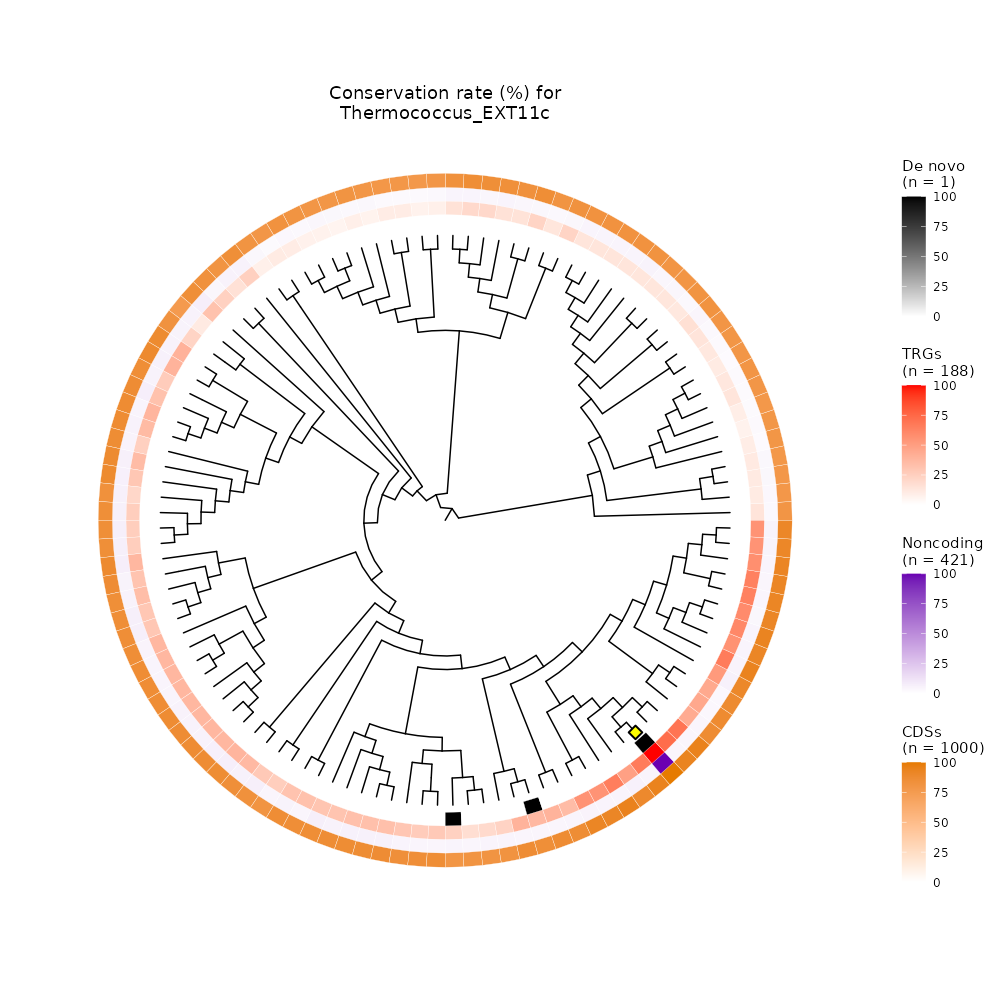 Conservation rate (%) for
Thermococcus_EXT11c
De novo
(n = 1)
100
75
50
25
0
TRGs
(n = 188)
100
75
50
25
0
Noncoding
(n = 421)
100
75
50
25
0
CDSs
(n = 1000)
100
75
50
25
0